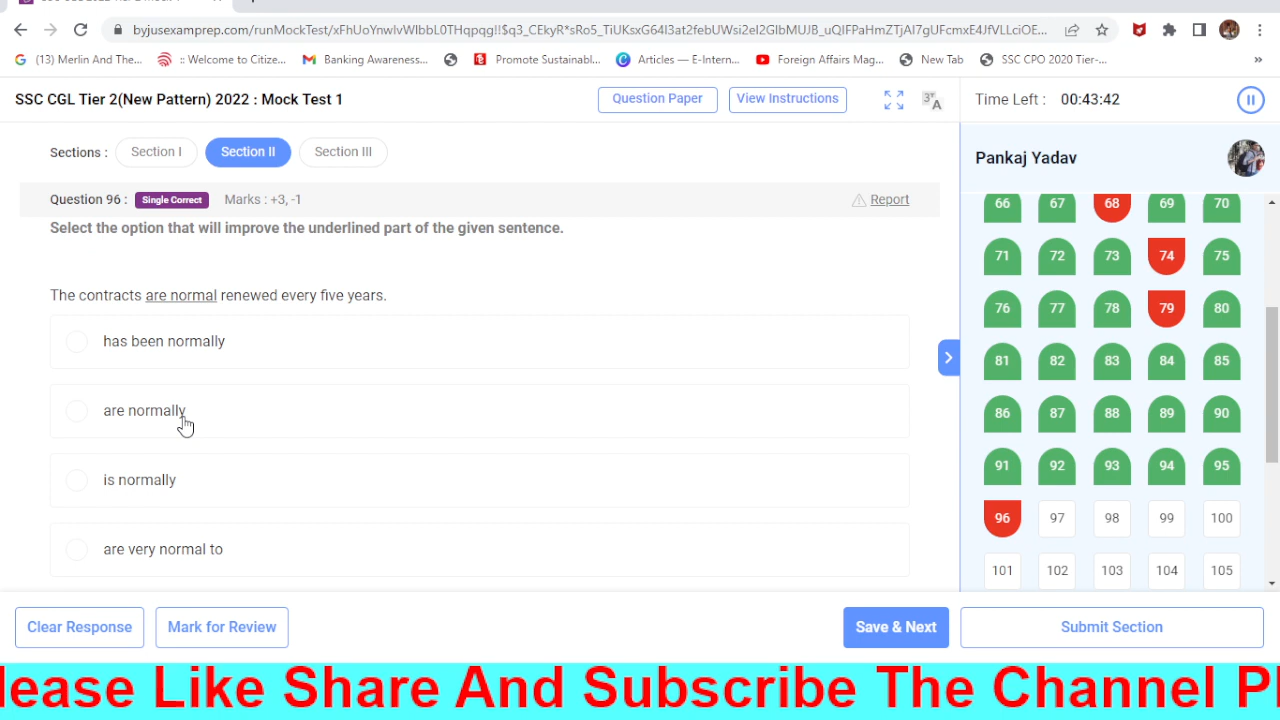 byjusexamprep.com/runMockTest/xFhUoYnwIvWlbbL0THqpqg!!$q3_CEkyR*sRo5_TiUKsxG64I3at2febUWsi2eI2GIbMUJB_uQIFPaHmZTjAI7gUFcmxE4JfVLLciOE...
(13) Merlin And The...
:: Welcome to Citize...
Banking Awareness...
Promote Sustainabl...
Articles — E-Intern...
Foreign Affairs Mag...
New Tab
SSC CPO 2020 Tier-...
»
SSC CGL Tier 2(New Pattern) 2022 : Mock Test 1
Question Paper
View Instructions
Time Left : 00:43:42
Sections : Section I Section II Section III
Pankaj Yadav
Question 96 : Single Correct Marks : +3, -1
Report
Select the option that will improve the underlined part of the given sentence.
The contracts are normal renewed every five years.
has been normally
are normally
is normally
are very normal to
66 67 68 69 70
71 72 73 74 75
76 77 78 79 80
81 82 83 84 85
86 87 88 89 90
91 92 93 94 95
96 97 98 99 100
101 102 103 104 105
Clear Response
Mark for Review
Save & Next
Submit Section
lease Like Share And Subscribe The Channel Pl